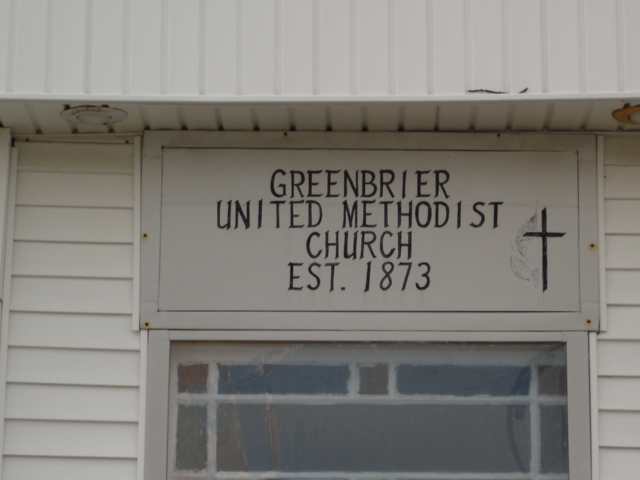 GREENBRIER
UNITED METHODIST
CHURCH
EST. 1873